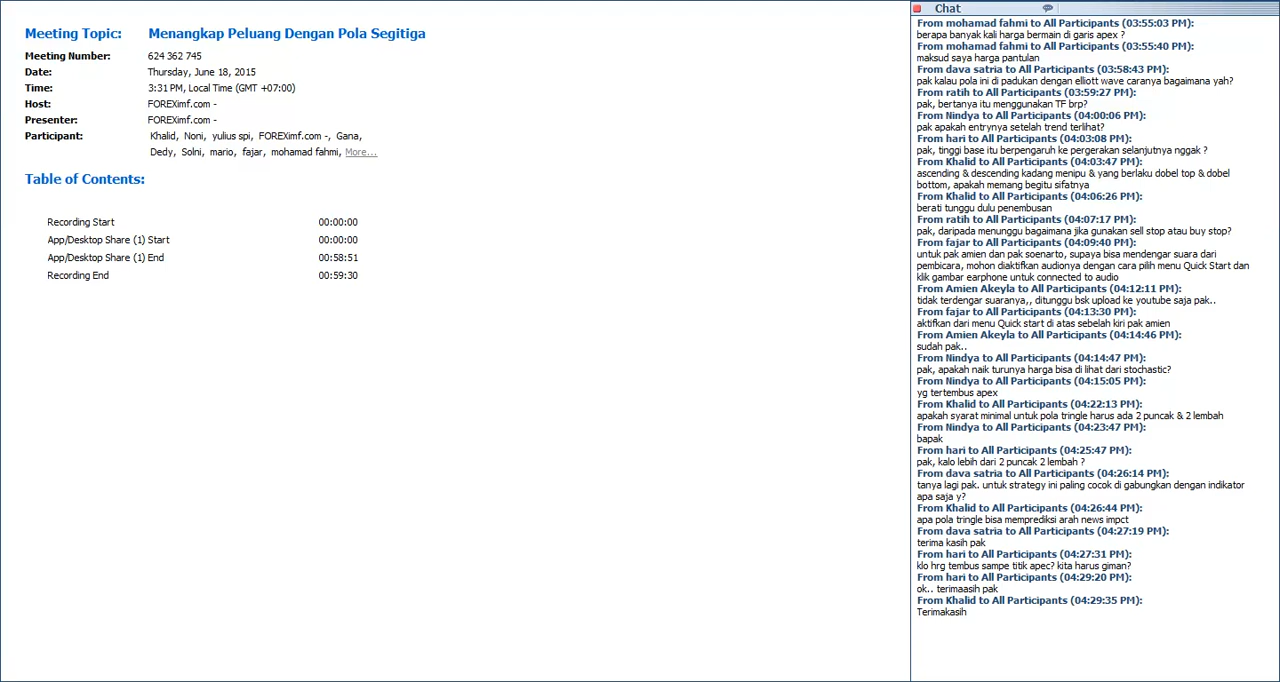 Meeting Topic: Menangkap Peluang Dengan Pola Segitiga
Meeting Number: 624 362 745
Date: Thursday, June 18, 2015
Time: 3:31 PM, Local Time (GMT +07:00)
Host: FOREXimf.com -
Presenter: FOREXimf.com -
Participant: Khalid, Noni, yulius spi, FOREXimf.com -, Gana,
Dedy, Solni, mario, fajar, mohamad fahmi, More...
Table of Contents:
Recording Start 00:00:00
App/Desktop Share (1) Start 00:00:00
App/Desktop Share (1) End 00:58:51
Recording End 00:59:30
Chat
From mohamad fahmi to All Participants (03:55:03 PM):
berapa banyak kali harga bermain di garis apex ?
From mohamad fahmi to All Participants (03:55:40 PM):
maksud saya harga pantulan
From dava satria to All Participants (03:58:43 PM):
pak kalau pola ini di padukan dengan elliott wave caranya bagaimana yah?
From ratih to All Participants (03:59:27 PM):
pak, bertanya itu menggunakan TF brp?
From Nindya to All Participants (04:00:06 PM):
pak apakah entrynya setelah trend terlihat?
From hari to All Participants (04:03:08 PM):
pak, tinggi base itu berpengaruh ke pergerakan selanjutnya nggak ?
From Khalid to All Participants (04:03:47 PM):
ascending & descending kadang menipu & yang berlaku dobel top & dobel
bottom, apakah memang begitu sifatnya
From Khalid to All Participants (04:06:26 PM):
berati tunggu dulu penembusan
From ratih to All Participants (04:07:17 PM):
pak, daripada menunggu bagaimana jika gunakan sell stop atau buy stop?
From fajar to All Participants (04:09:40 PM):
untuk pak amien dan pak soenarto, supaya bisa mendengar suara dari
pembicara, mohon diaktifkan audionya dengan cara pilih menu Quick Start dan
klik gambar earphone untuk connected to audio
From Amien Akeyla to All Participants (04:12:11 PM):
tidak terdengar suaranya,, ditunggu bsk upload ke youtube saja pak..
From fajar to All Participants (04:13:30 PM):
aktifkan dari menu Quick start di atas sebelah kiri pak amien
From Amien Akeyla to All Participants (04:14:46 PM):
sudah pak..
From Nindya to All Participants (04:14:47 PM):
pak, apakah naik turunya harga bisa di lihat dari stochastic?
From Nindya to All Participants (04:15:05 PM):
yg tertembus apex
From Khalid to All Participants (04:22:13 PM):
apakah syarat minimal untuk pola tringle harus ada 2 puncak & 2 lembah
From Nindya to All Participants (04:23:47 PM):
bapak
From hari to All Participants (04:25:47 PM):
pak, kalo lebih dari 2 puncak 2 lembah ?
From dava satria to All Participants (04:26:14 PM):
tanya lagi pak. untuk strategy ini paling cocok di gabungkan dengan indikator
apa saja y?
From Khalid to All Participants (04:26:44 PM):
apa pola tringle bisa memprediksi arah news impct
From dava satria to All Participants (04:27:19 PM):
terima kasih pak
From hari to All Participants (04:27:31 PM):
klo hrg tembus sampe titik apec? kita harus giman?
From hari to All Participants (04:29:20 PM):
ok.. terimaasih pak
From Khalid to All Participants (04:29:35 PM):
Terimakasih